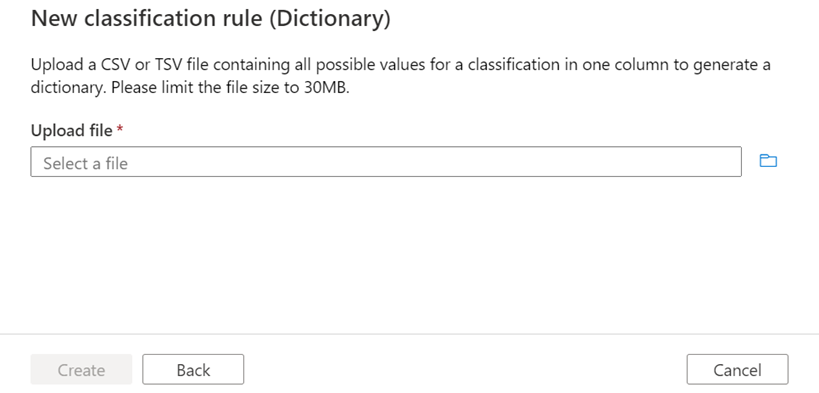 New classification rule (Dictionary)
Upload a CSV or TSV file containing all possible values for a classification in one column to generate a
dictionary. Please limit the file size to 30MB.
Upload file *
Select a file
Create
Back
Cancel